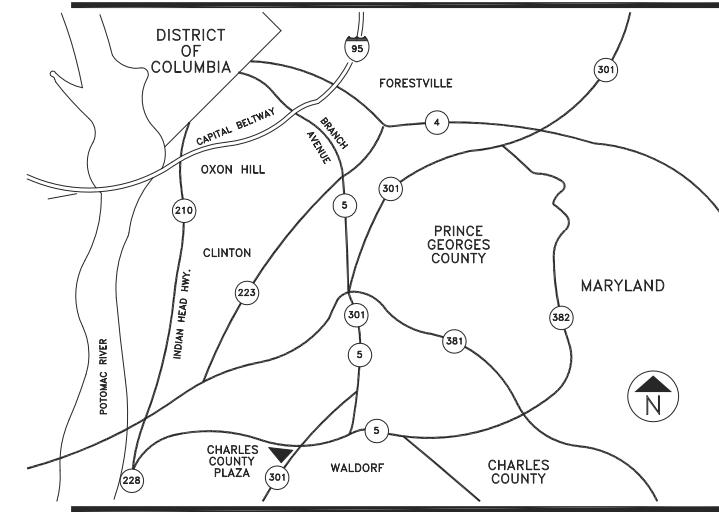 DISTRICT
OF
COLUMBIA
95
301
FORESTVILLE
CAPITAL BELTWAY
BRANCH
AVENUE
4
OXON HILL
301
210
5
PRINCE
GEORGES
COUNTY
CLINTON
MARYLAND
223
INDIAN HEAD HWY.
301
382
381
5
POTOMAC RIVER
N
5
CHARLES
COUNTY
PLAZA
WALDORF
CHARLES
COUNTY
228
301